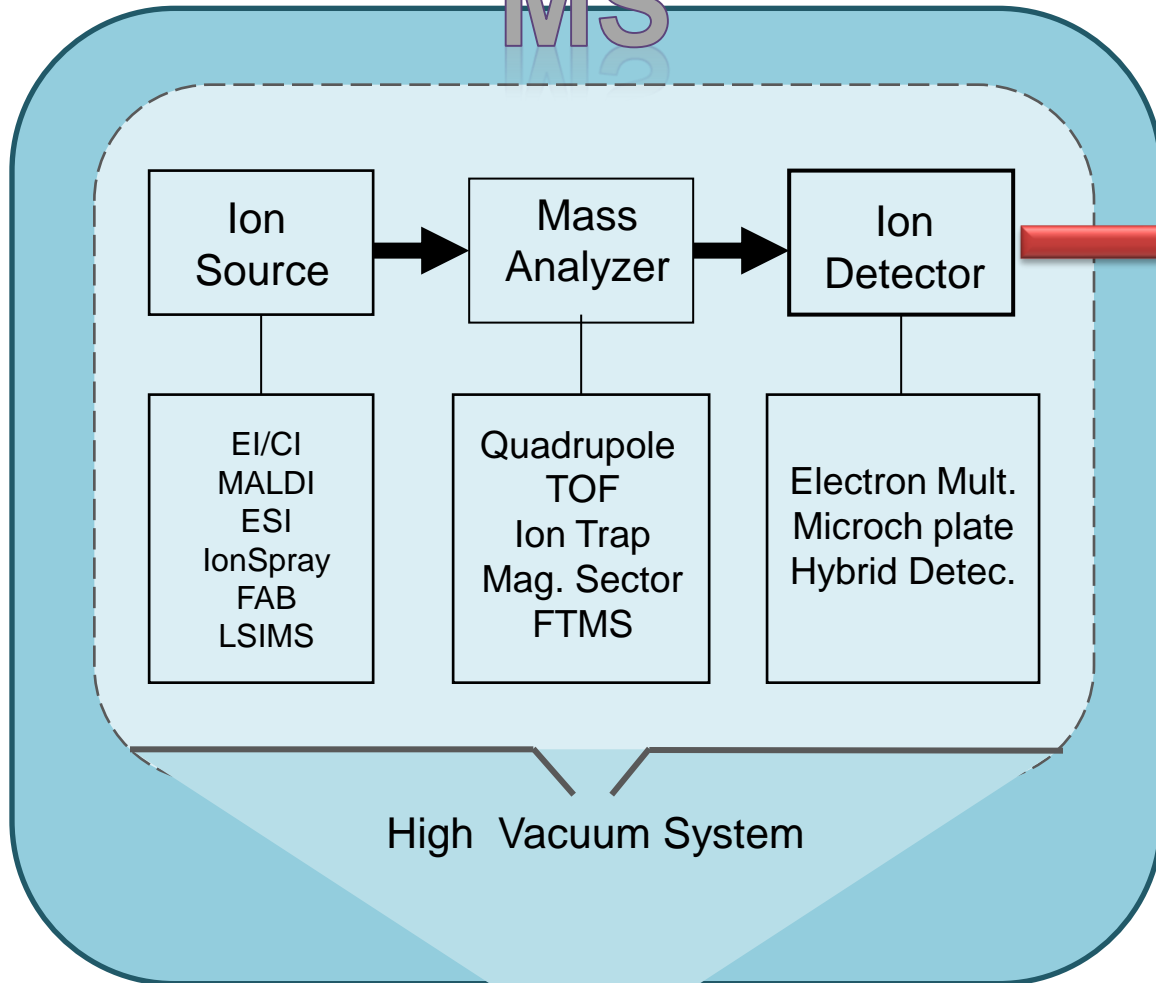 MS
Ion
Source
Mass
Analyzer
Ion
Detector
EI/CI
MALDI
ESI
IonSpray
FAB
LSIMS
Quadrupole
TOF
Ion Trap
Mag. Sector
FTMS
Electron Mult.
Microch plate
Hybrid Detec.
High Vacuum System